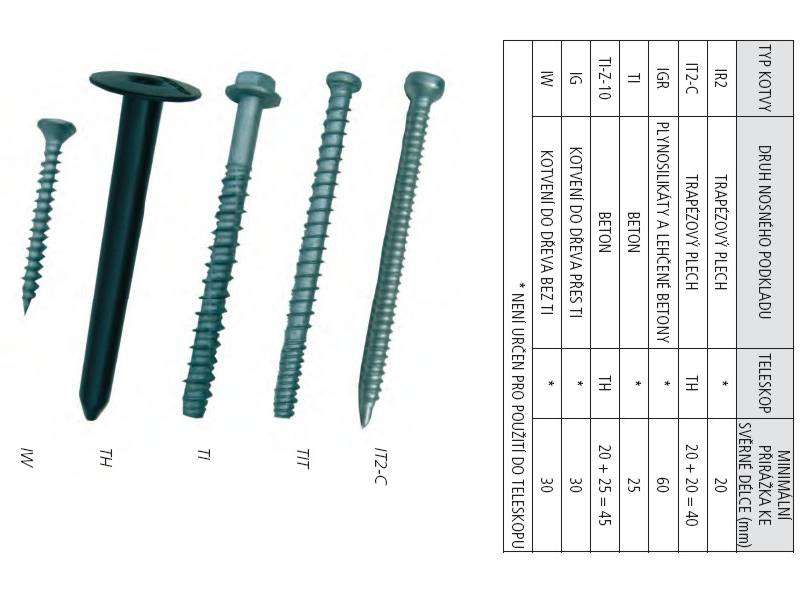 TYP KOTVY DRUH NOSNÉHO PODKLADU TELESKOP MINIMÁLNÍ PŘIRÁŽKA KE SVĚRNÉ DÉLCE (mm)
IR2 TRAPÉZOVÝ PLECH * 20
IT2-C TRAPÉZOVÝ PLECH TH 20 + 20 = 40
IGR PLYNOSILIKÁTY A LEHČENÉ BETONY * 60
TI BETON * 25
TI-Z-10 BETON TH 20 + 25 = 45
IG KOTVENÍ DO DŘEVA PŘES TI * 30
IW KOTVENÍ DO DŘEVA BEZ TI * 30
* NENÍ URČEN PRO POUŽITÍ DO TELESKOPU
IT2-C
TIT
TI
TH
IW